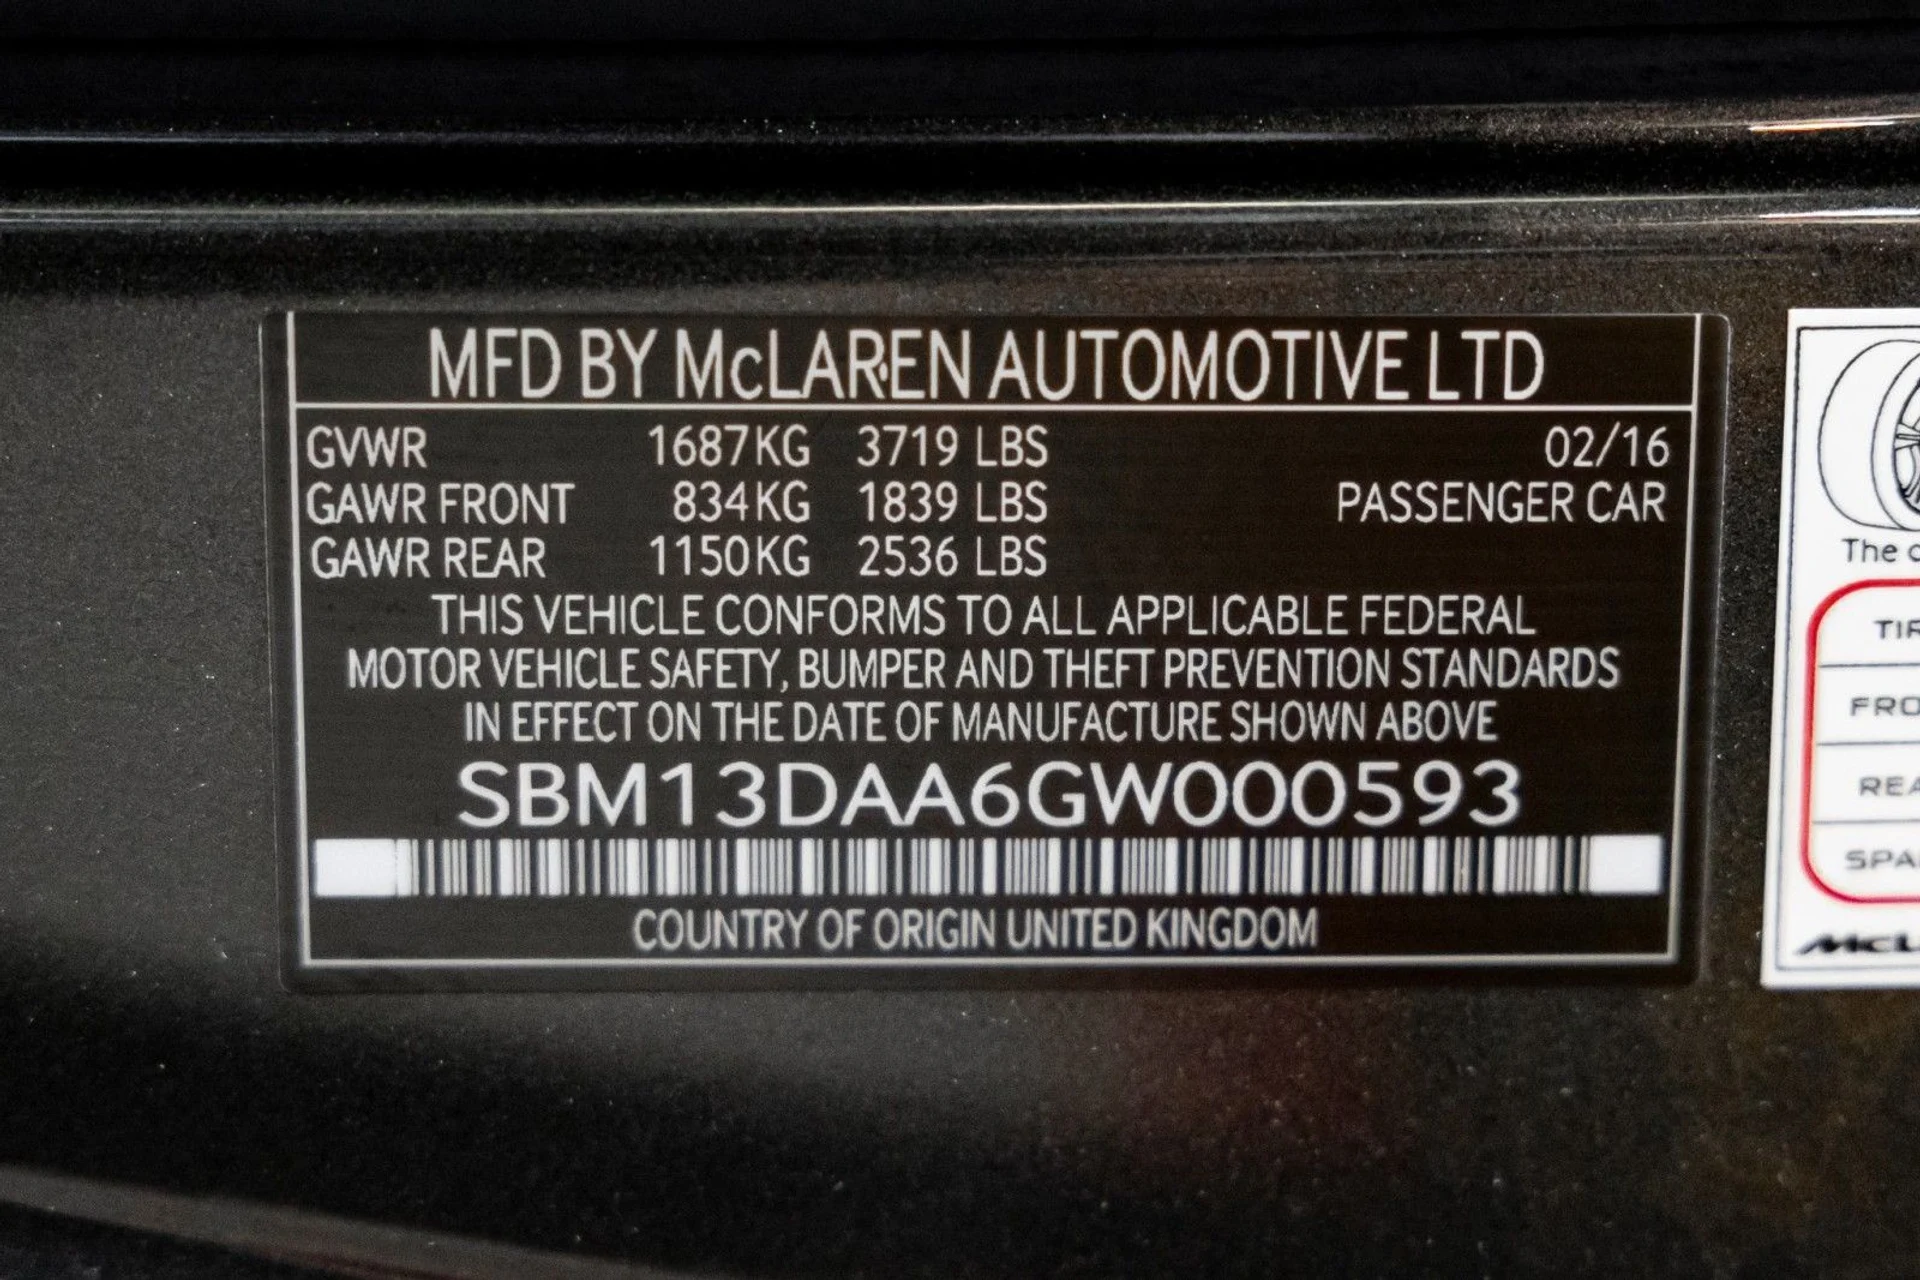 MFD BY McLAREN AUTOMOTIVE LTD
GVWR 1687KG 3719 LBS 02/16
GAWR FRONT 834KG 1839 LBS PASSENGER CAR
GAWR REAR 1150KG 2536 LBS
THIS VEHICLE CONFORMS TO ALL APPLICABLE FEDERAL
MOTOR VEHICLE SAFETY, BUMPER AND THEFT PREVENTION STANDARDS
IN EFFECT ON THE DATE OF MANUFACTURE SHOWN ABOVE
SBM13DAA6GW000593
COUNTRY OF ORIGIN UNITED KINGDOM
The